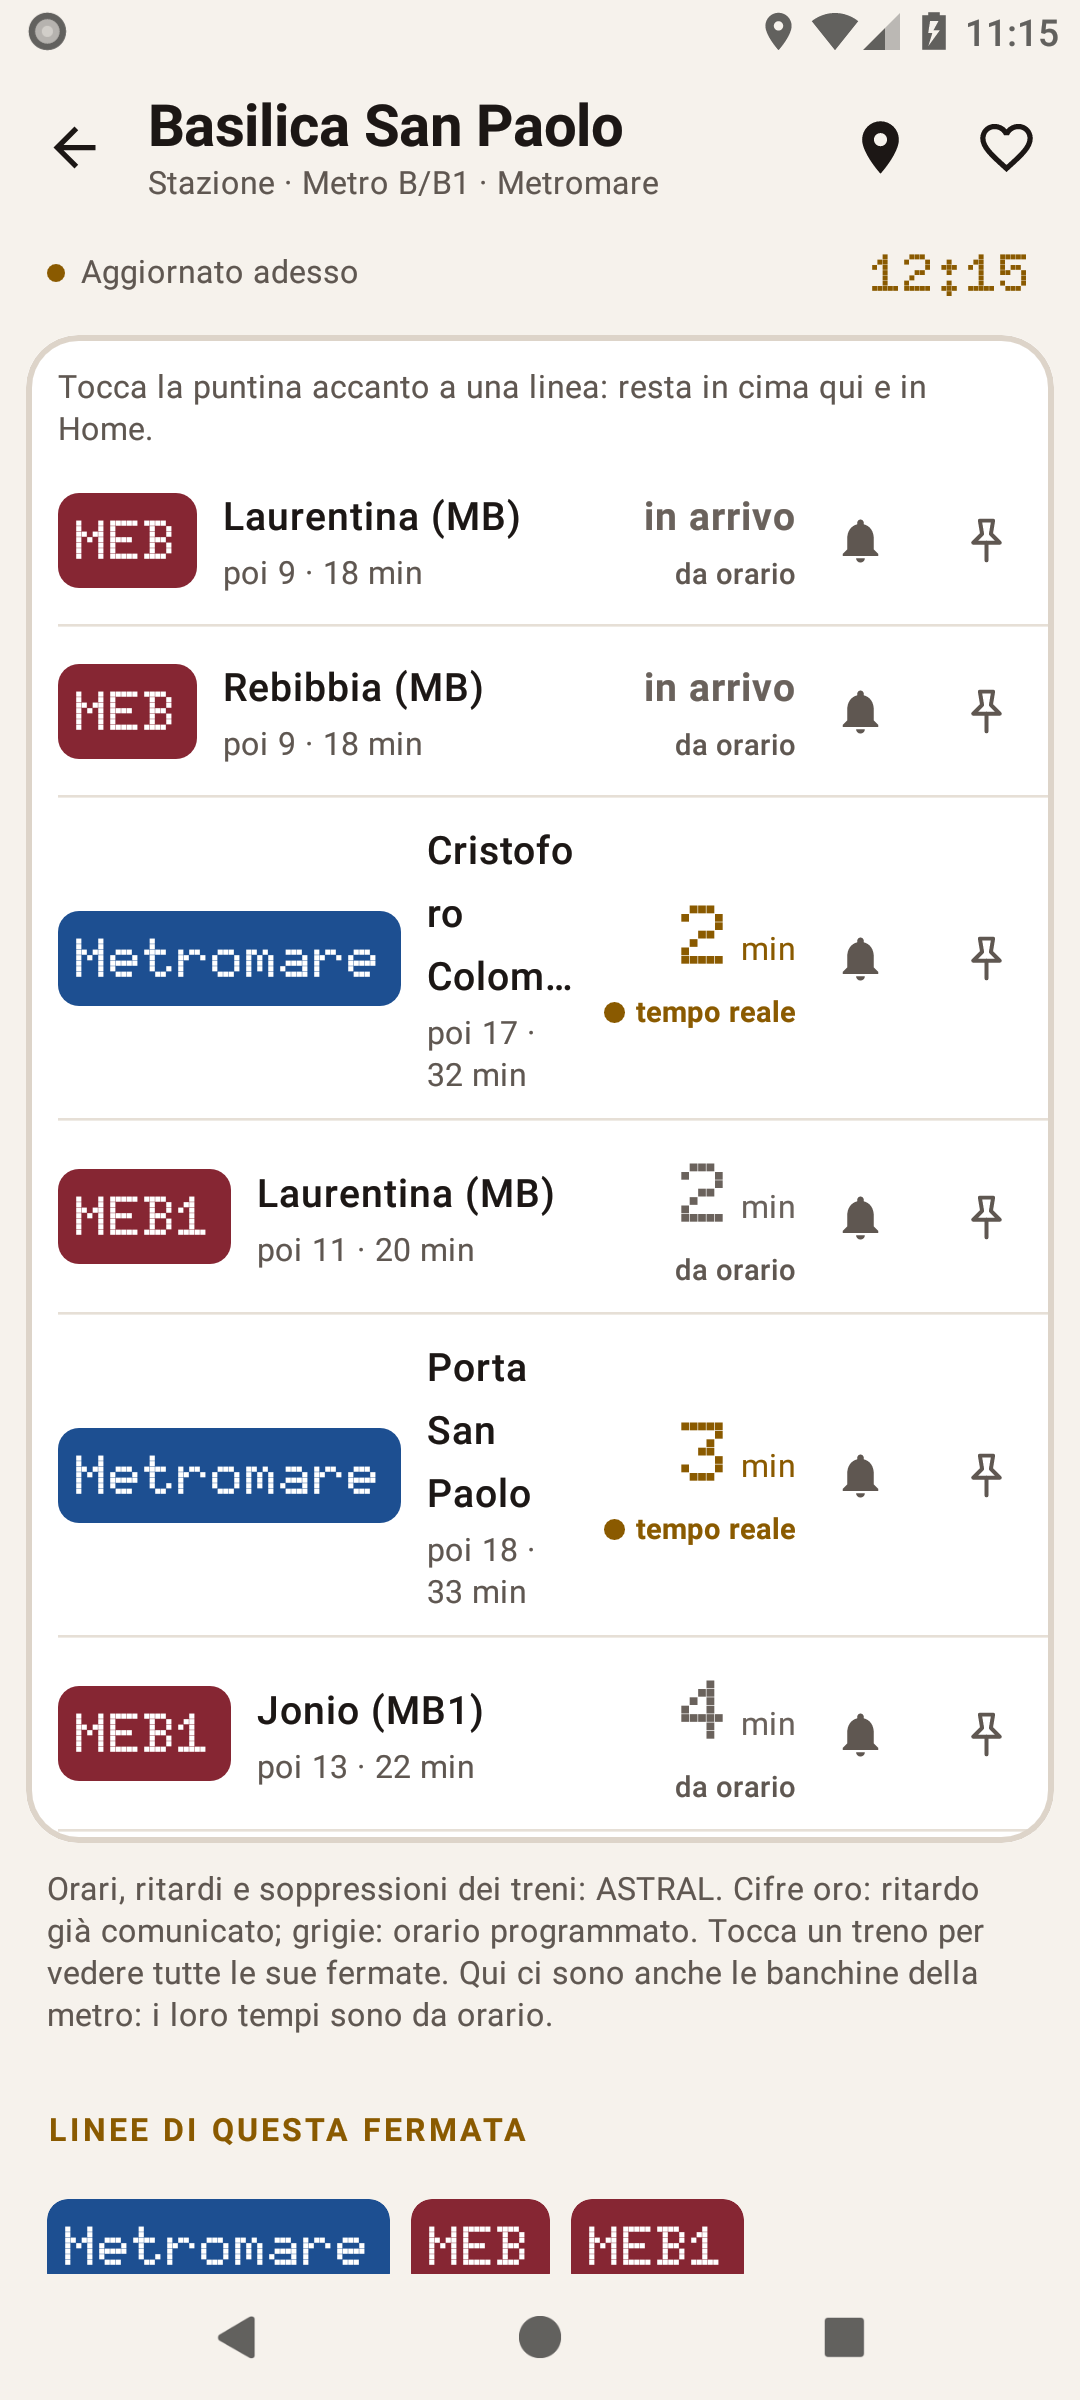 11:15
Basilica San Paolo
Stazione · Metro B/B1 · Metromare
Aggiornato adesso
12:15
Tocca la puntina accanto a una linea: resta in cima qui e in
Home.
MEB
Laurentina (MB)
in arrivo
poi 9 · 18 min
da orario
MEB
Rebibbia (MB)
in arrivo
poi 9 · 18 min
da orario
Metromare
Cristofo
ro
Colom…
poi 17 ·
32 min
2 min
tempo reale
MEB1
Laurentina (MB)
poi 11 · 20 min
2 min
da orario
Metromare
Porta
San
Paolo
poi 18 ·
33 min
3 min
tempo reale
MEB1
Jonio (MB1)
poi 13 · 22 min
4 min
da orario
Orari, ritardi e soppressioni dei treni: ASTRAL. Cifre oro: ritardo
già comunicato; grigie: orario programmato. Tocca un treno per
vedere tutte le sue fermate. Qui ci sono anche le banchine della
metro: i loro tempi sono da orario.
LINEE DI QUESTA FERMATA
Metromare MEB MEB1